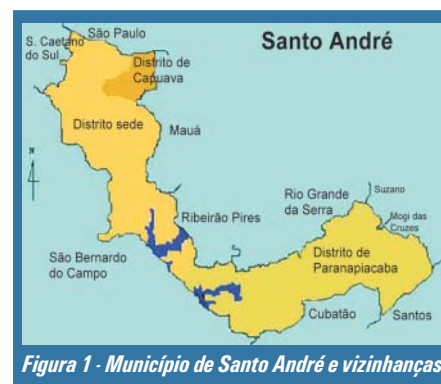 Santo André
S. Caetano
do Sul
São Paulo
Distrito de
Capuava
Distrito sede
Mauá
N
Ribeirão Pires
Rio Grande
da Serra
Suzano
Mogi das
Cruzes
São Bernardo
do Campo
Distrito de
Paranapiacaba
Cubatão
Santos
Figura 1 - Município de Santo André e vizinhanças